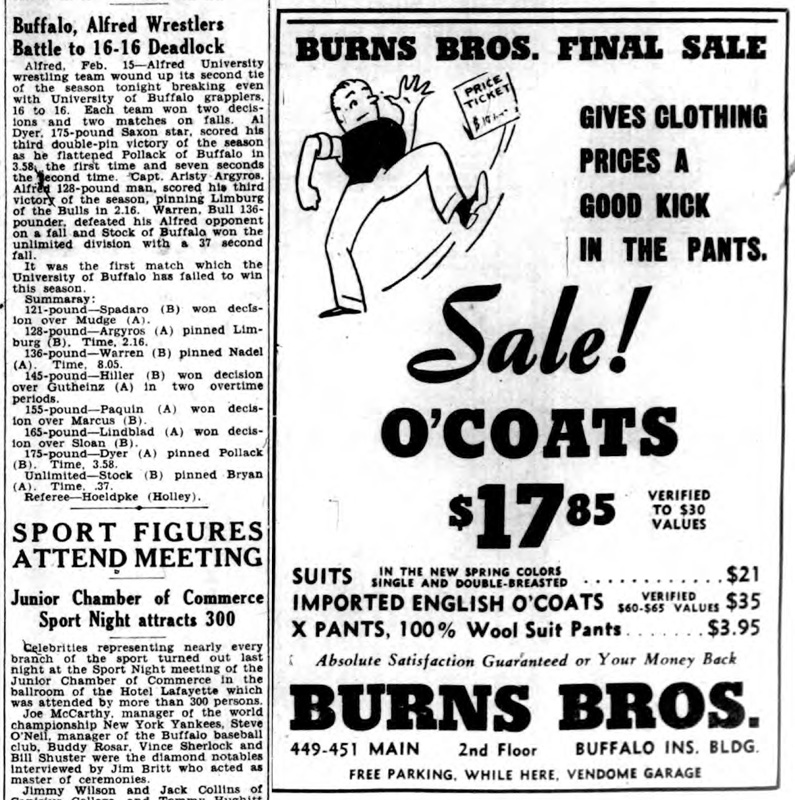 Buffalo, Alfred Wrestlers
Battle to 16-16 Deadlock
Alfred, Feb. 15—Alfred University
wrestling team wound up its second tie
of the season tonight breaking even
with University of Buffalo grapplers,
16 to 16. Each team won two decis-
ions and two matches on falls. Al
Dyer, 175-pound Saxon star, scored his
third double-pin victory of the season
as he flattened Pollack of Buffalo in
3.58, the first time and seven seconds
the second time. Capt. Aristy Argyros,
Alfred 128-pound man, scored his third
victory of the season, pinning Limburg
of the Bulls in 2.16. Warren, Bull 136-
pounder, defeated his Alfred opponent
on a fall and Stock of Buffalo won the
unlimited division with a 37 second
fall.
It was the first match which the
University of Buffalo has failed to win
this season.
Summaray:
121-pound—Spadaro (B) won decis-
ion over Mudge (A).
128-pound—Argyros (A) pinned Lim-
burg (B). Time, 2.16.
136-pound—Warren (B) pinned Nadel
(A). Time, 8.05.
145-pound—Hiller (B) won decision
over Gutheinz (A) in two overtime
periods.
155-pound—Paquin (A) won decis-
ion over Marcus (B).
165-pound—Lindblad (A) won decis-
ion over Sloan (B).
175-pound—Dyer (A) pinned Pollack
(B). Time, 3.58.
Unlimited—Stock (B) pinned Bryan
(A). Time, .37.
Referee—Hoeldpke (Holley).
SPORT FIGURES
ATTEND MEETING
Junior Chamber of Commerce
Sport Night attracts 300
Celebrities representing nearly every
branch of the sport turned out last
night at the Sport Night meeting of the
Junior Chamber of Commerce in the
ballroom of the Hotel Lafayette which
was attended by more than 300 persons.
Joe McCarthy, manager of the world
championship New York Yankees, Steve
O'Neil, manager of the Buffalo baseball
club, Buddy Rosar, Vince Sherlock and
Bill Shuster were the diamond notables
interviewed by Jim Britt who acted as
master of ceremonies.
Jimmy Wilson and Jack Collins of
BURNS BROS. FINAL SALE
PRICE
TICKET
GIVES CLOTHING
PRICES A
GOOD KICK
IN THE PANTS.
Sale!
O'COATS
$17 85 VERIFIED
TO $30
VALUES
SUITS IN THE NEW SPRING COLORS
SINGLE AND DOUBLE-BREASTED ............ $21
IMPORTED ENGLISH O'COATS VERIFIED
$60-$65 VALUES $35
X PANTS, 100% Wool Suit Pants.......$3.95
Absolute Satisfaction Guaranteed or Your Money Back
BURNS BROS.
449-451 MAIN 2nd Floor BUFFALO INS. BLDG.
FREE PARKING, WHILE HERE, VENDOME GARAGE